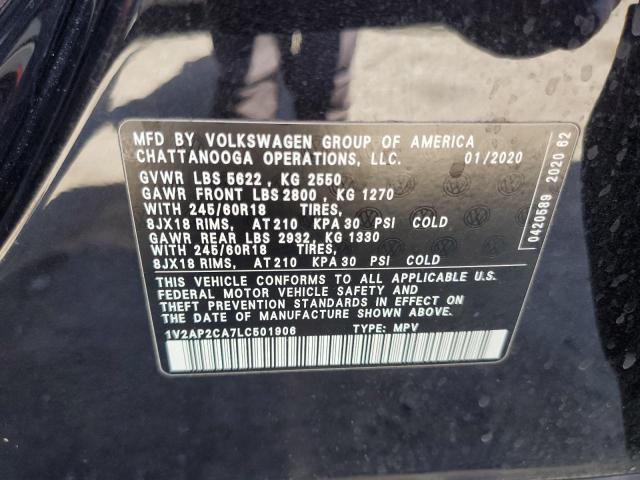 MFD BY VOLKSWAGEN GROUP OF AMERICA
CHATTANOOGA OPERATIONS, LLC. 01/2020
GVWR LBS 5622 , KG 2550
GAWR FRONT LBS 2800 , KG 1270
WITH 245/60R18 TIRES,
8JX18 RIMS, AT 210 KPA 30 PSI COLD
GAWR REAR LBS 2932, KG 1330
WITH 245/60R18 TIRES,
8JX18 RIMS, AT 210 KPA 30 PSI COLD
THIS VEHICLE CONFORMS TO ALL APPLICABLE U.S.
FEDERAL MOTOR VEHICLE SAFETY AND
THEFT PREVENTION STANDARDS IN EFFECT ON
THE DATE OF MANUFACTURE SHOWN ABOVE.
1V2AP2CA7LC501906 TYPE: MPV
0420589 2020 62